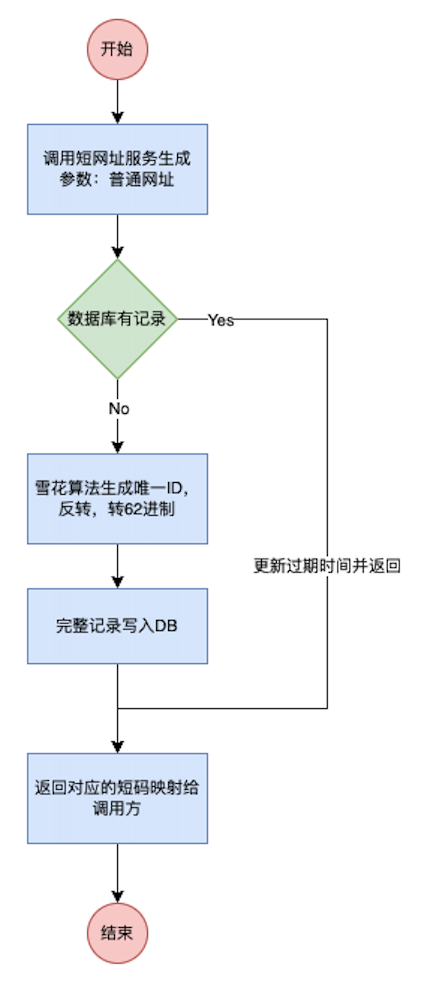 开始
调用短网址服务生成
参数：普通网址
数据库有记录
Yes
No
雪花算法生成唯一ID，
反转，转62进制
更新过期时间并返回
完整记录写入DB
返回对应的短码映射给
调用方
结束